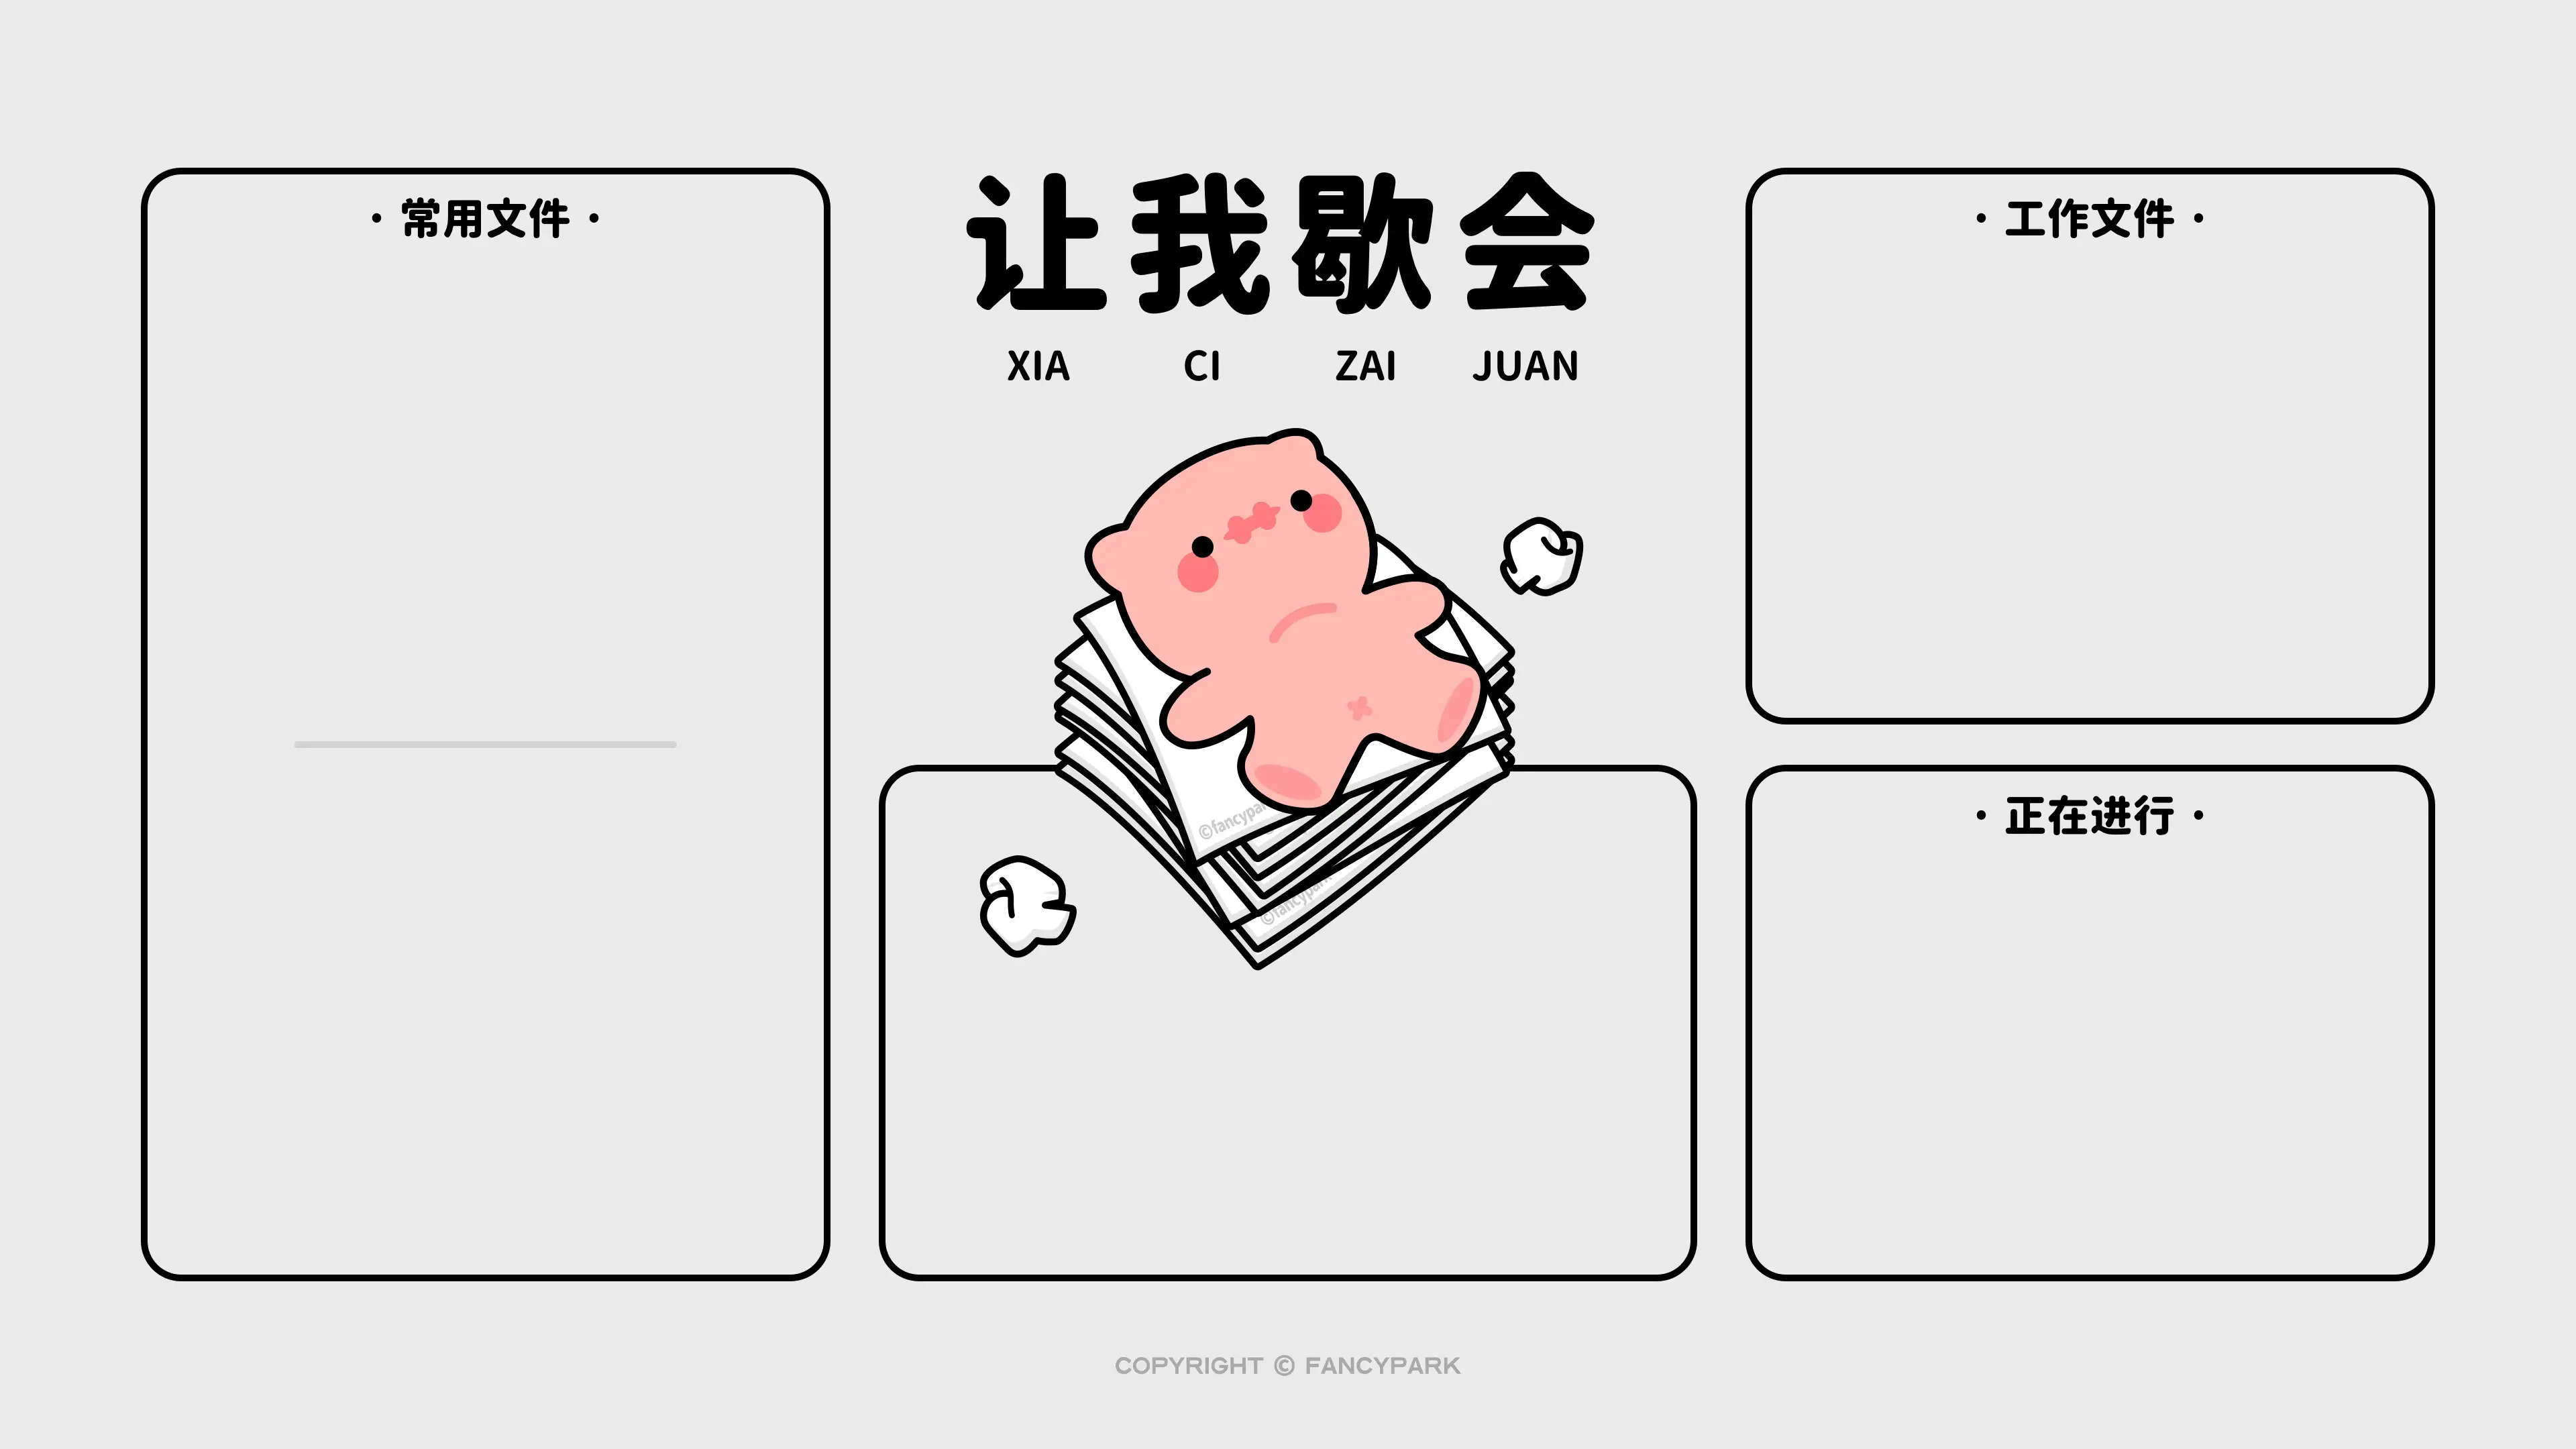 · 常用文件 ·
让我歇会
XIA CI ZAI JUAN
· 工作文件 ·
· 正在进行 ·
©fancypar
©fancypark
COPYRIGHT © FANCYPARK